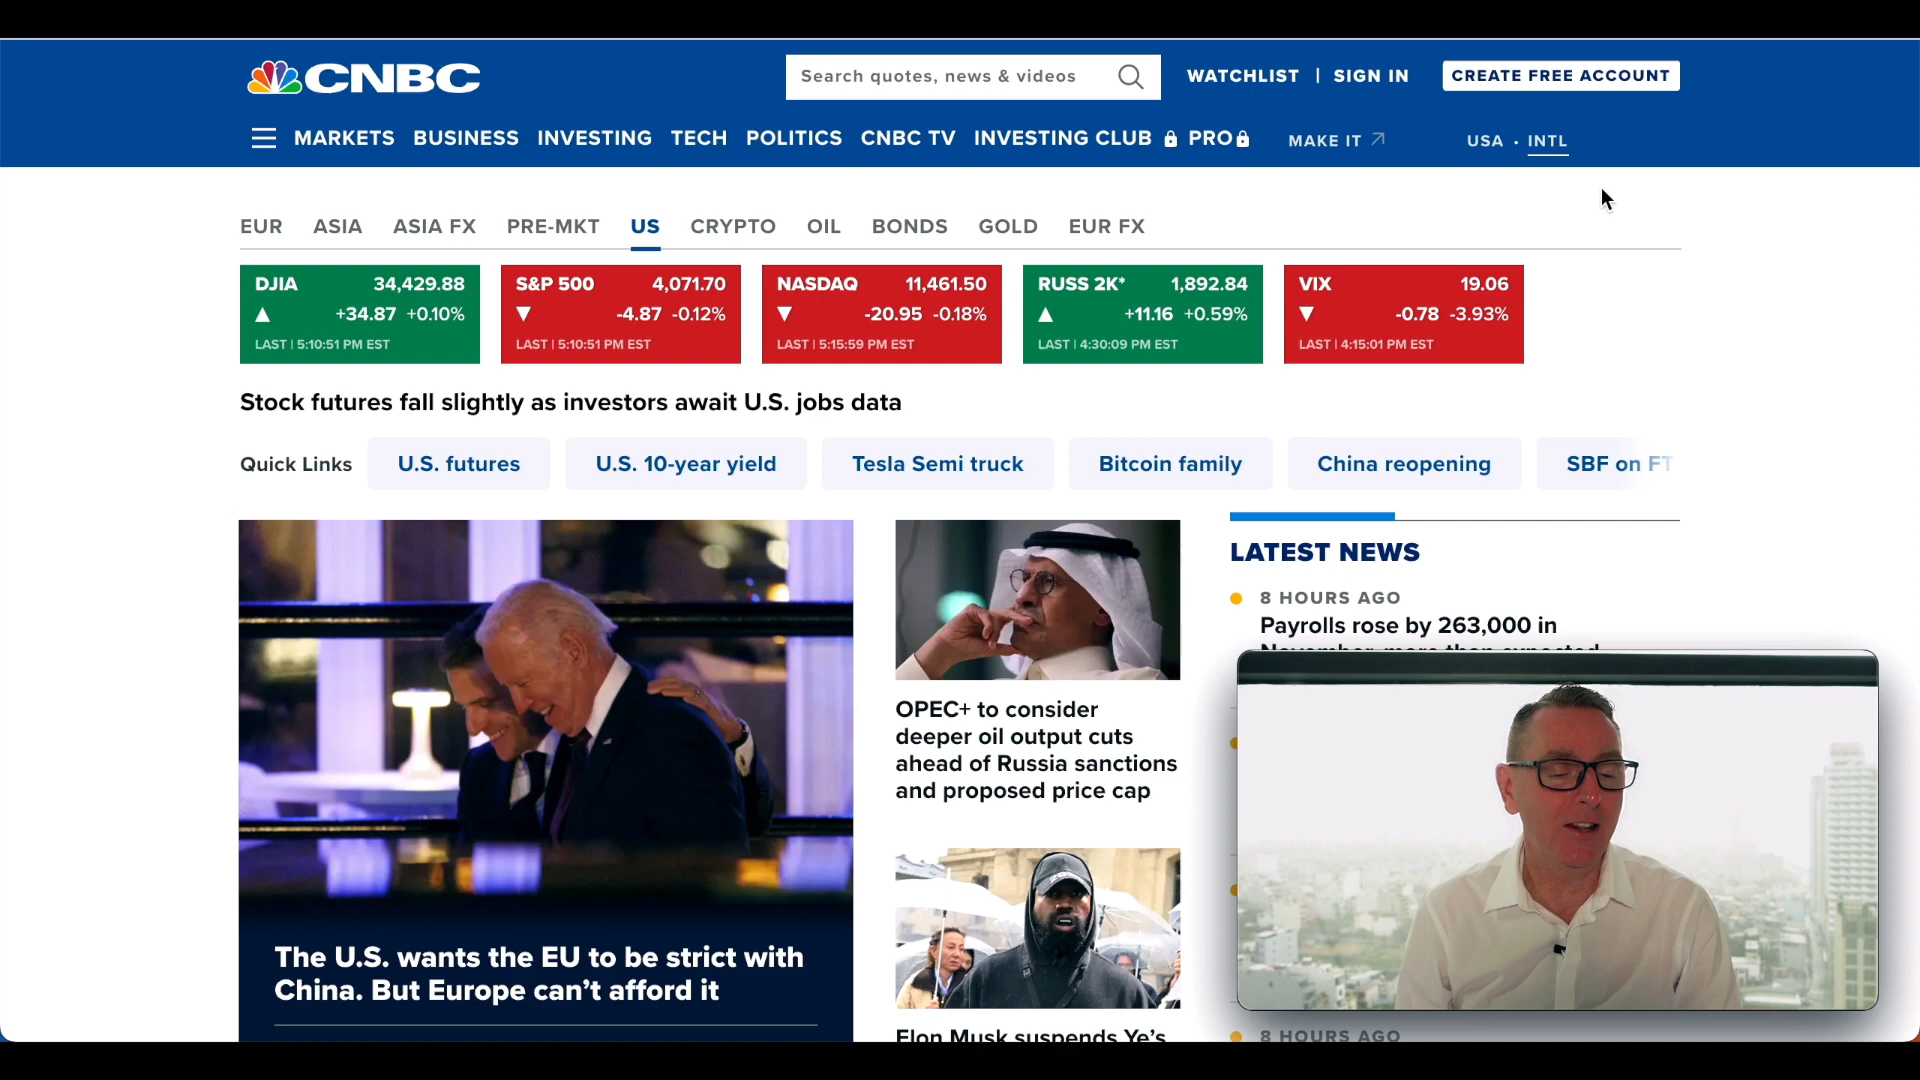 CNBC
Search quotes, news & videos
WATCHLIST | SIGN IN
CREATE FREE ACCOUNT
MARKETS BUSINESS INVESTING TECH POLITICS CNBC TV INVESTING CLUB PRO MAKE IT USA · INTL
EUR ASIA ASIA FX PRE-MKT US CRYPTO OIL BONDS GOLD EUR FX
DJIA 34,429.88
+34.87 +0.10%
LAST | 5:10:51 PM EST
S&P 500 4,071.70
-4.87 -0.12%
LAST | 5:10:51 PM EST
NASDAQ 11,461.50
-20.95 -0.18%
LAST | 5:15:59 PM EST
RUSS 2K* 1,892.84
+11.16 +0.59%
LAST | 4:30:09 PM EST
VIX 19.06
-0.78 -3.93%
LAST | 4:15:01 PM EST
Stock futures fall slightly as investors await U.S. jobs data
Quick Links U.S. futures U.S. 10-year yield Tesla Semi truck Bitcoin family China reopening SBF on FT
The U.S. wants the EU to be strict with
China. But Europe can't afford it
OPEC+ to consider
deeper oil output cuts
ahead of Russia sanctions
and proposed price cap
Elon Musk suspends Ye's
LATEST NEWS
8 HOURS AGO
Payrolls rose by 263,000 in
November, more than expected
8 HOURS AGO